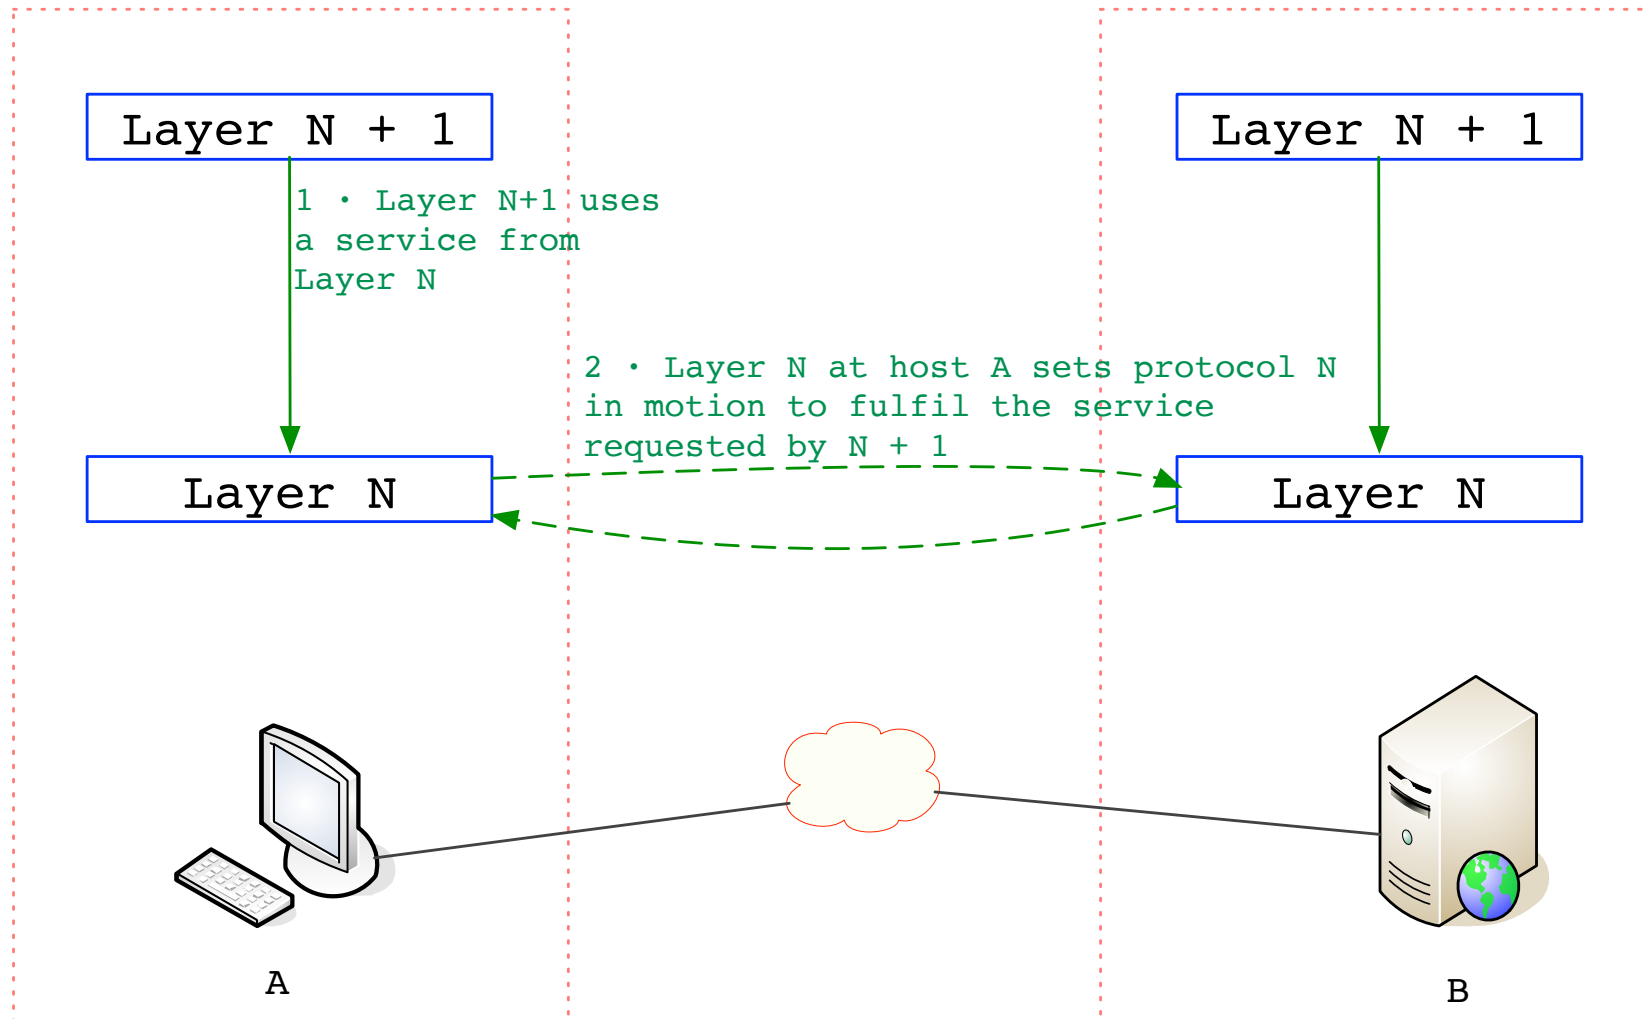 Layer N + 1
Layer N + 1
1 · Layer N+1 uses
a service from
Layer N
2 · Layer N at host A sets protocol N
in motion to fulfil the service
requested by N + 1
Layer N
Layer N
A
B